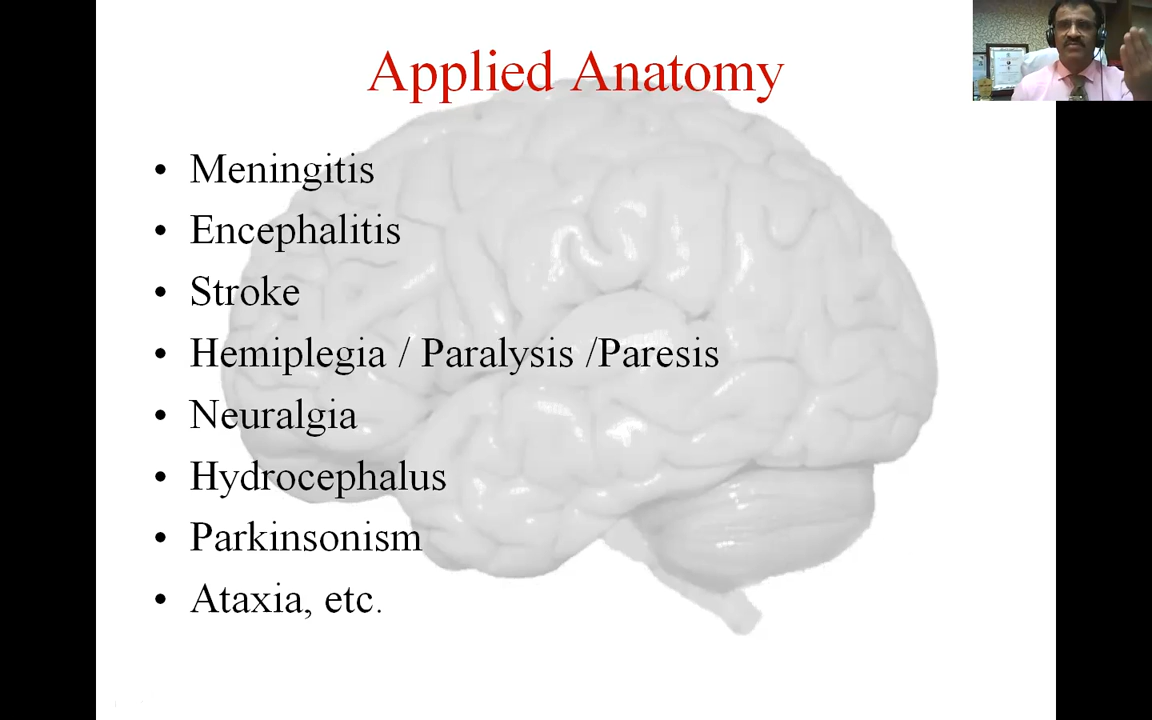 Applied Anatomy
• Meningitis
• Encephalitis
• Stroke
• Hemiplegia / Paralysis /Paresis
• Neuralgia
• Hydrocephalus
• Parkinsonism
• Ataxia, etc.